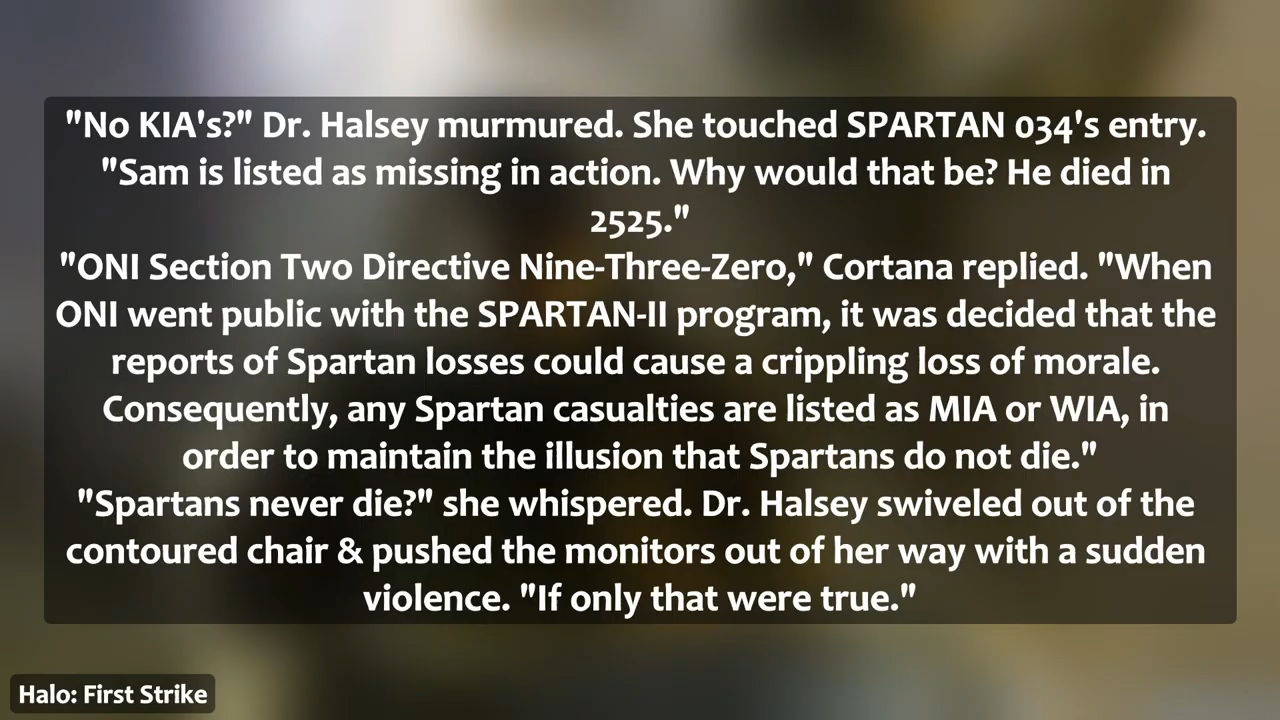 "No KIA's?" Dr. Halsey murmured. She touched SPARTAN 034's entry.
"Sam is listed as missing in action. Why would that be? He died in
2525."
"ONI Section Two Directive Nine-Three-Zero," Cortana replied. "When
ONI went public with the SPARTAN-II program, it was decided that the
reports of Spartan losses could cause a crippling loss of morale.
Consequently, any Spartan casualties are listed as MIA or WIA, in
order to maintain the illusion that Spartans do not die."
"Spartans never die?" she whispered. Dr. Halsey swiveled out of the
contoured chair & pushed the monitors out of her way with a sudden
violence. "If only that were true."
Halo: First Strike